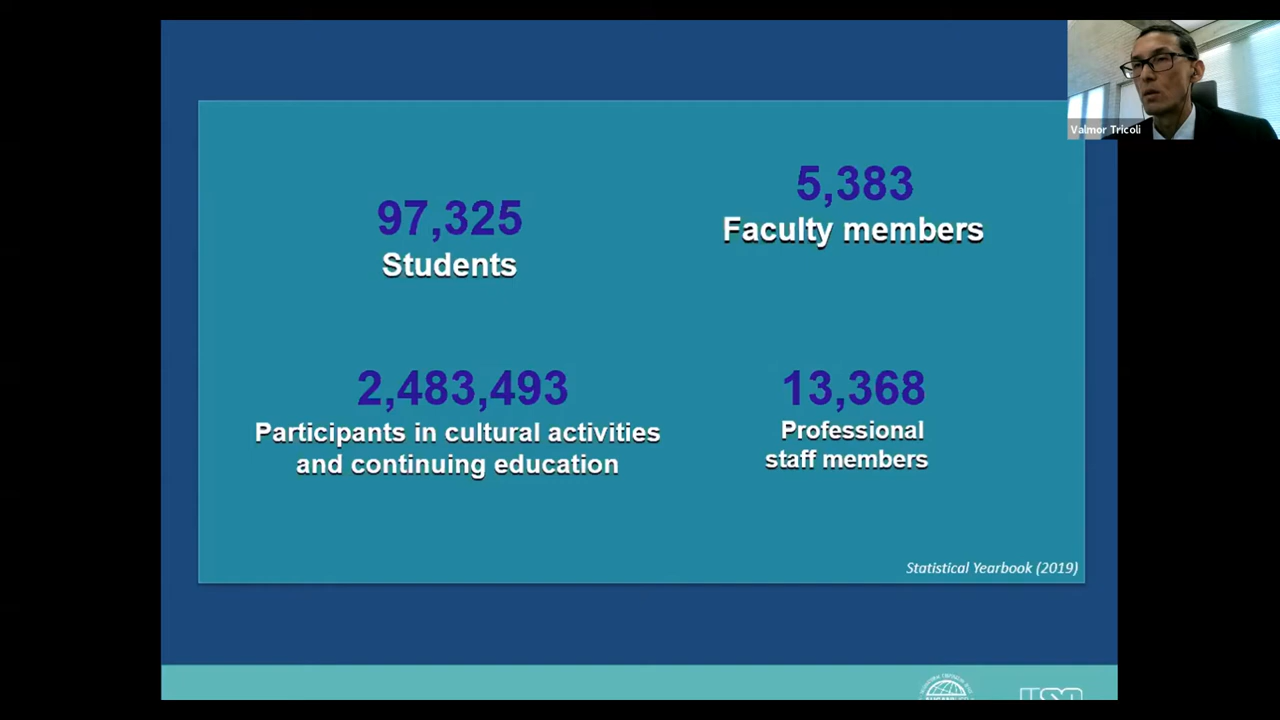 Valmor Tricoli
97,325
Students
5,383
Faculty members
2,483,493
Participants in cultural activities
and continuing education
13,368
Professional
staff members
Statistical Yearbook (2019)